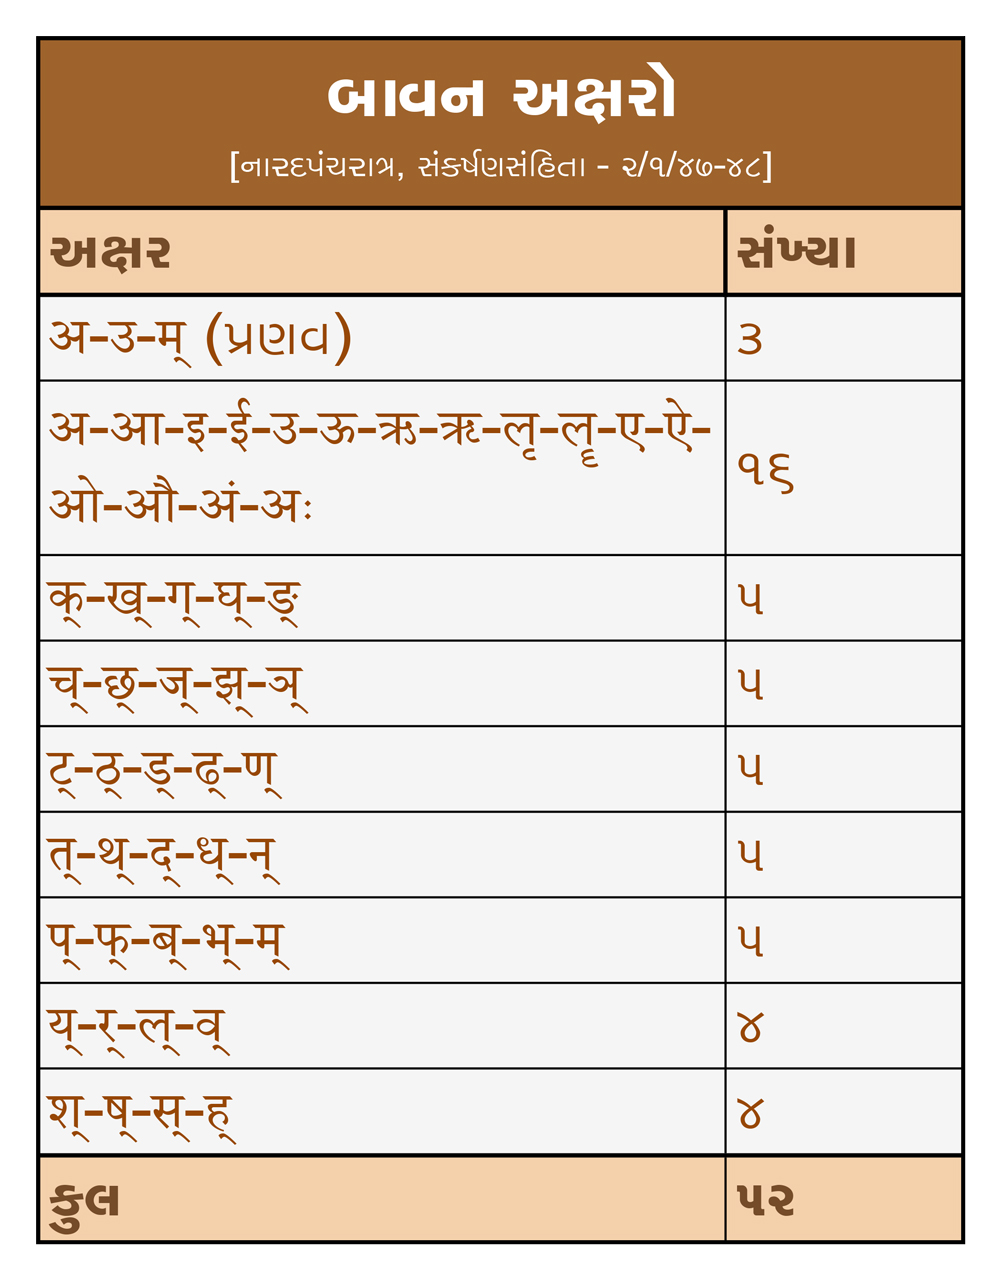 બાવન અક્ષરો
[નારદપંચરાત્ર, સંકર્ષણસંહિતા - ૨/૧/૪૭-૪૮]
અક્ષર સંખ્યા
अ-उ-म् (પ્રણવ) ૩
अ-आ-इ-ई-उ-ऊ-ऋ-ऋ-लृ-लॄ-ए-ऐ-
ओ-औ-अं-अः ૧૬
क्-ख्-ग्-घ्-ङ् ૫
च्-छ्-ज्-झ्-ञ् ૫
ट्-ठ्-ड्-ढ्-ण् ૫
त्-थ्-द्-ध्-न् ૫
प्-फ्-ब्-भ्-म् ૫
य्-र्-ल्-व् ૪
श्-ष्-स्-ह् ૪
કુલ ૫૨